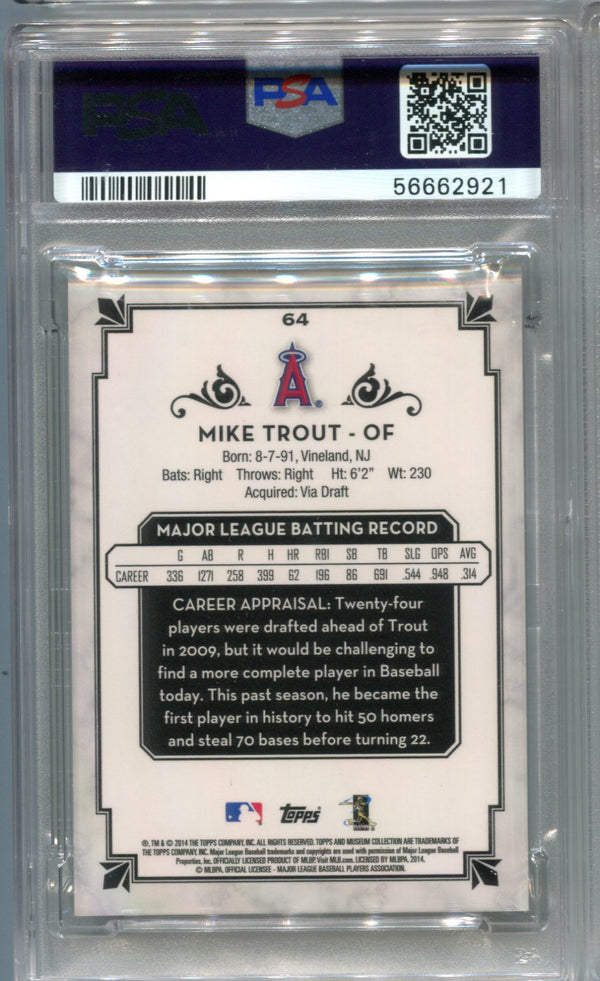 PSA
PSA
56662921
64
A®
MIKE TROUT - OF
Born: 8-7-91, Vineland, NJ
Bats: Right Throws: Right Ht: 6'2" Wt: 230
Acquired: Via Draft
MAJOR LEAGUE BATTING RECORD
G AB R H HR RBI SB TB SLG OPS AVG
CAREER 336 1271 258 399 62 196 86 691 .544 .948 .314
CAREER APPRAISAL: Twenty-four
players were drafted ahead of Trout
in 2009, but it would be challenging to
find a more complete player in Baseball
today. This past season, he became the
first player in history to hit 50 homers
and steal 70 bases before turning 22.
topps
®, TM & © 2014 THE TOPPS COMPANY, INC. ALL RIGHTS RESERVED. TOPPS AND MUSEUM COLLECTION ARE TRADEMARKS OF
THE TOPPS COMPANY, INC. Major League Baseball trademarks and copyrights are used with permission of Major League Baseball
Properties, Inc. OFFICIALLY LICENSED PRODUCT OF MLBP. Visit MLB.com. LICENSED BY MLBPA, 2014.
© MLBPA, OFFICIAL LICENSEE - MAJOR LEAGUE BASEBALL PLAYERS ASSOCIATION.